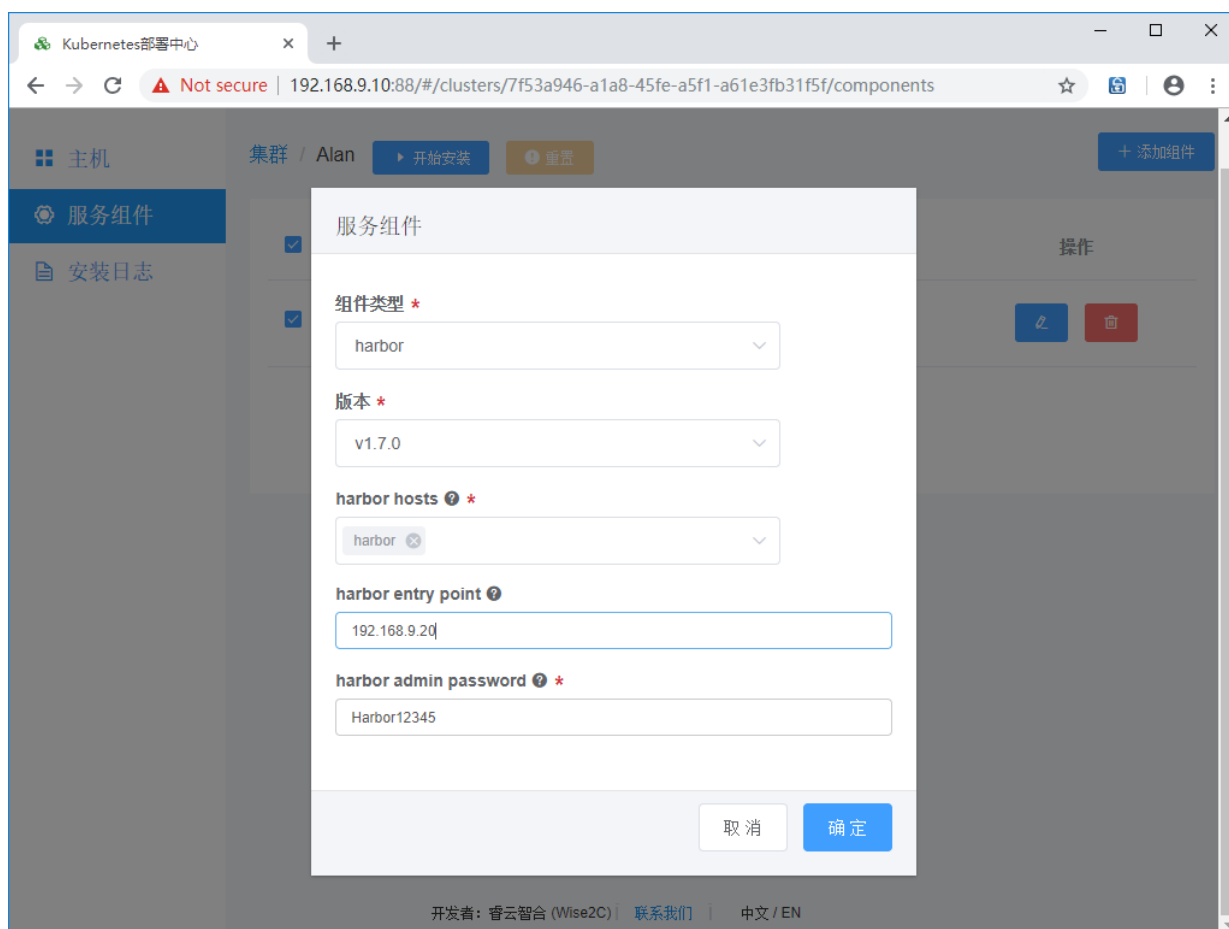 Kubernetes部署中心
Not secure | 192.168.9.10:88/#/clusters/7f53a946-a1a8-45fe-a5f1-a61e3fb31f5f/components
主机
集群 / Alan
开始安装
重置
+ 添加组件
服务组件
安装日志
操作
服务组件
组件类型 *
harbor
版本 *
v1.7.0
harbor hosts *
harbor
harbor entry point
192.168.9.20
harbor admin password *
Harbor12345
取消
确定
开发者：睿云智合 (Wise2C) | 联系我们 | 中文 / EN